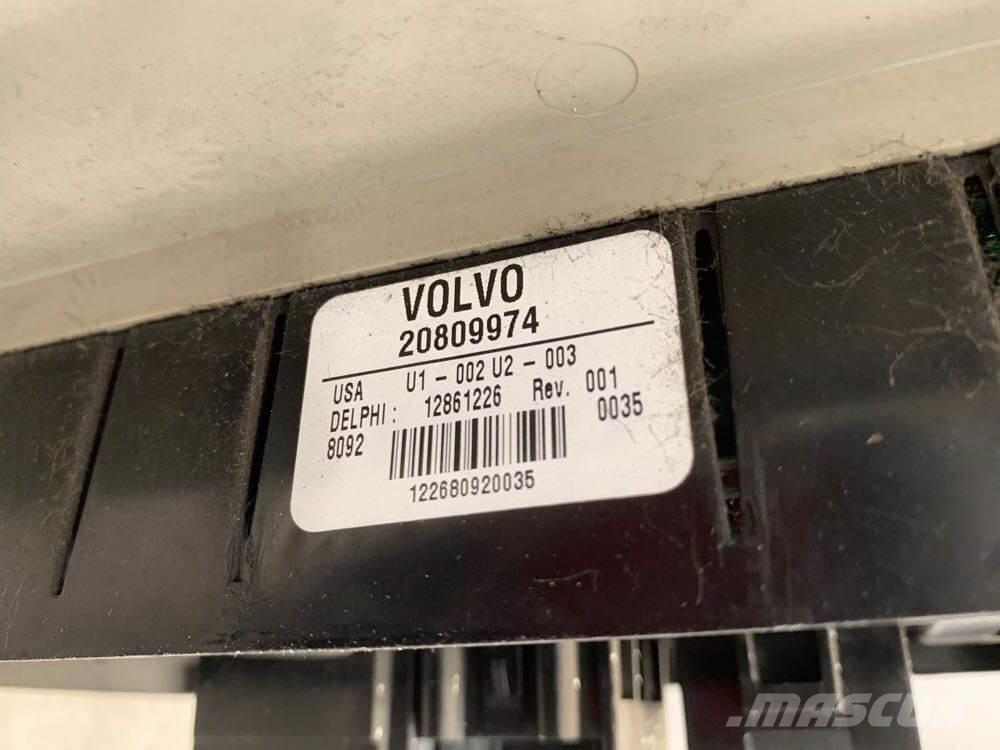 VOLVO
20809974
USA U1 - 002 U2 - 003
DELPHI : 12861226 Rev. 001
8092 0035
122680920035
MASCUS